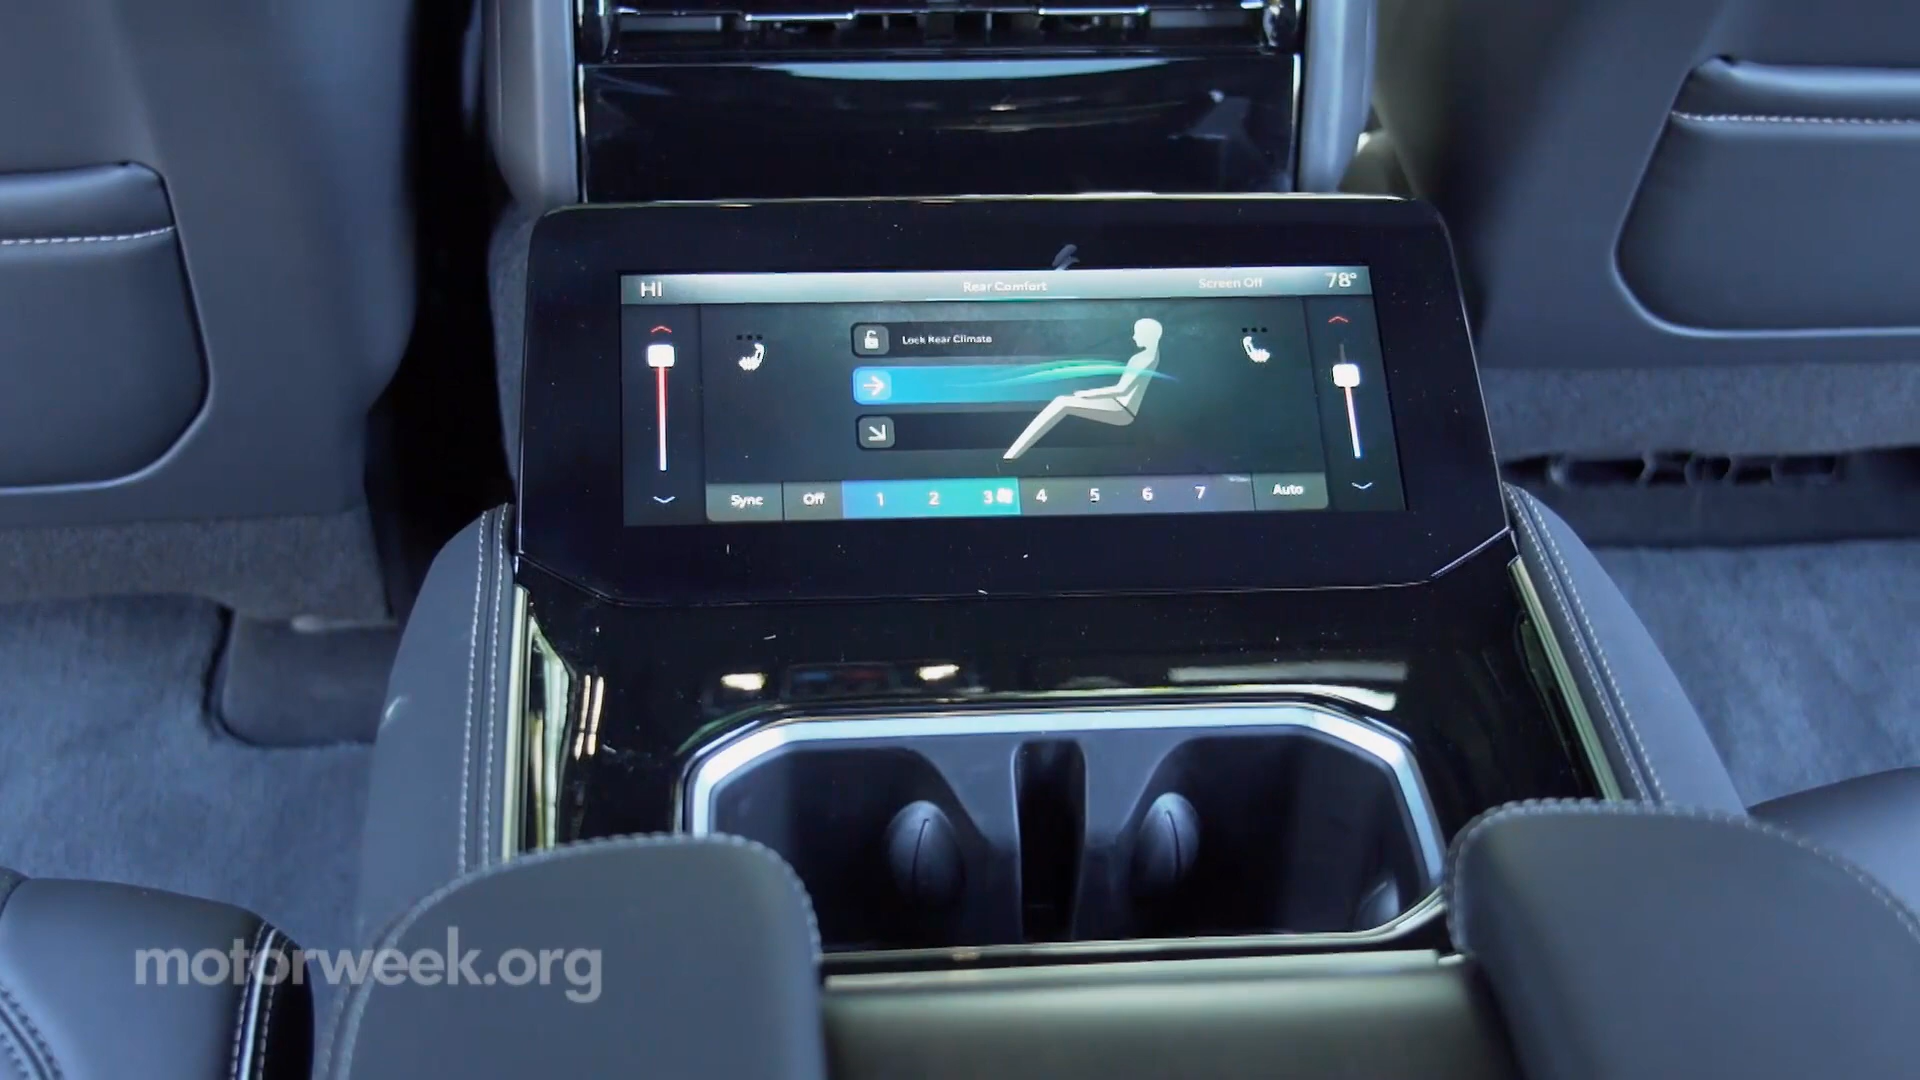 HI Rear Comfort Screen Off 78°
Lock Rear Climate
Sync Off 1 2 3 4 5 6 7 Auto
motorweek.org